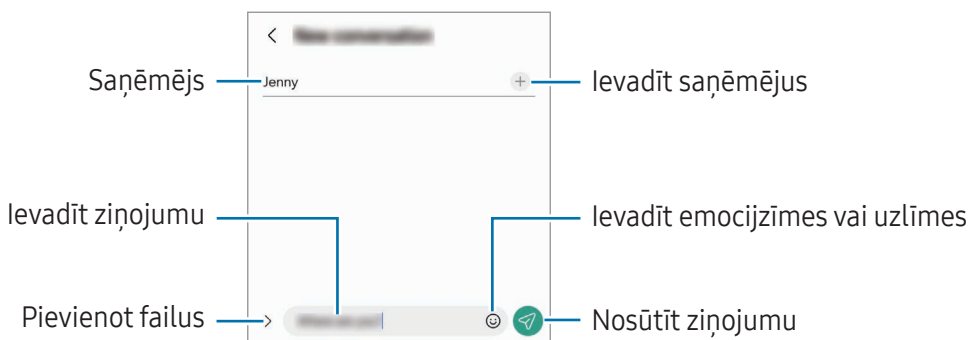 Saņēmējs
Jenny
Ievadīt saņēmējus
Ievadīt ziņojumu
Ievadīt emocijzīmes vai uzlīmes
Pievienot failus
Nosūtīt ziņojumu